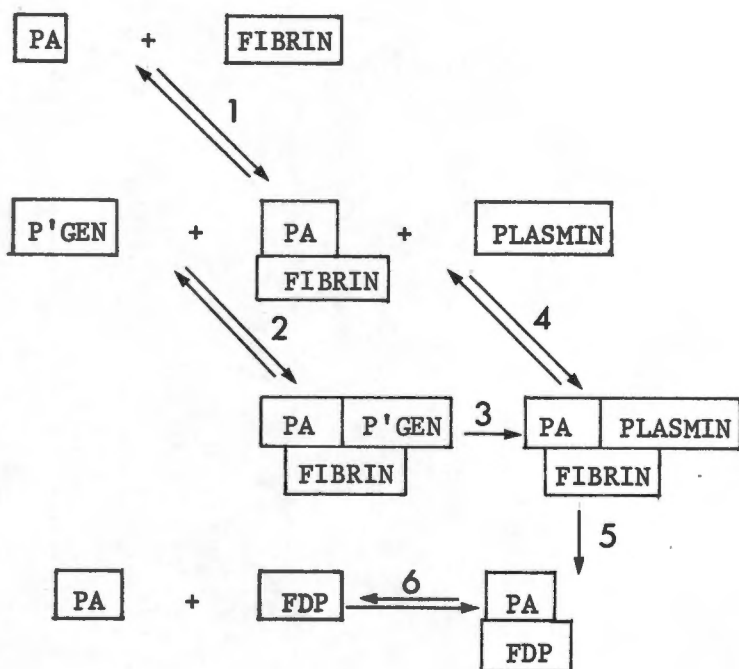 PA + FIBRIN
1
P'GEN + PA + PLASMIN
FIBRIN
2 4
PA P'GEN 3 PA PLASMIN
FIBRIN FIBRIN
5
PA + FDP 6 PA
FDP